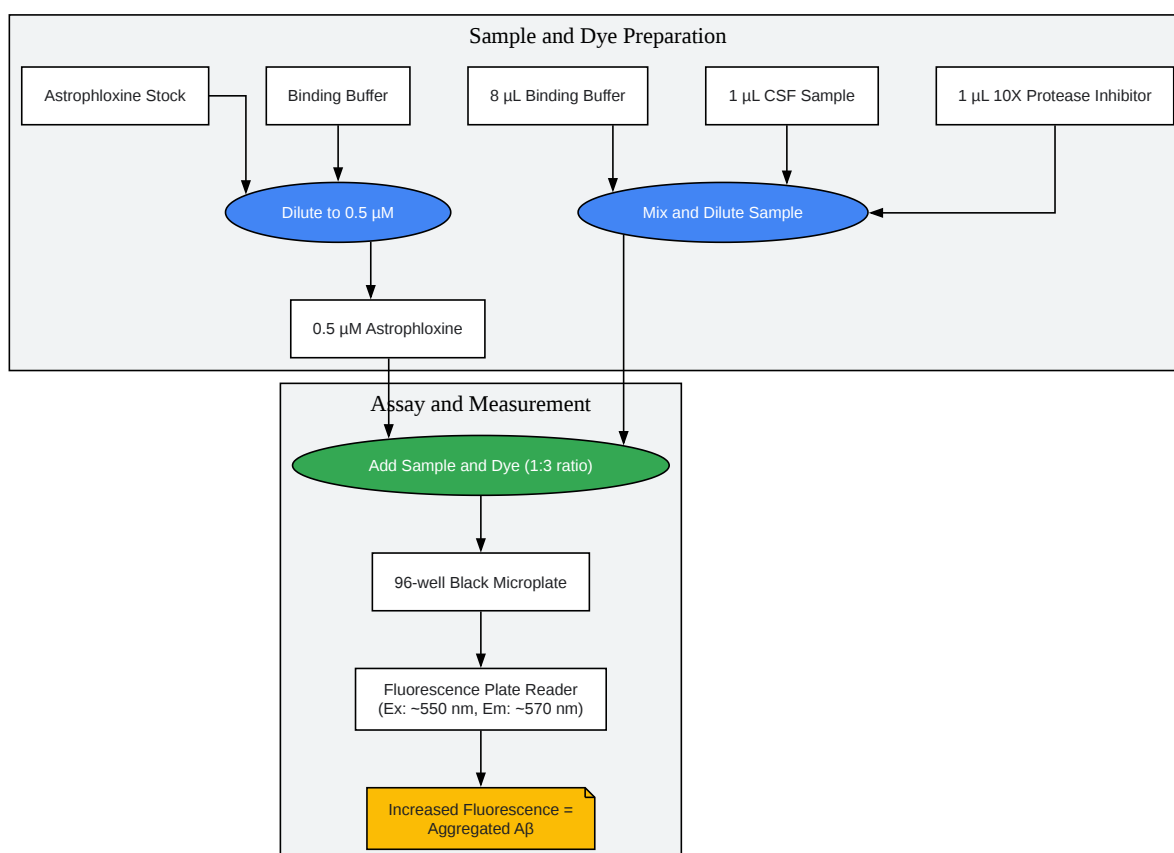 Sample and Dye Preparation
Astrophloxine Stock
Binding Buffer
8 µL Binding Buffer
1 µL CSF Sample
1 µL 10X Protease Inhibitor
Dilute to 0.5 µM
Mix and Dilute Sample
0.5 µM Astrophloxine
Assay and Measurement
Add Sample and Dye (1:3 ratio)
96-well Black Microplate
Fluorescence Plate Reader
(Ex: ~550 nm, Em: ~570 nm)
Increased Fluorescence =
Aggregated Aβ